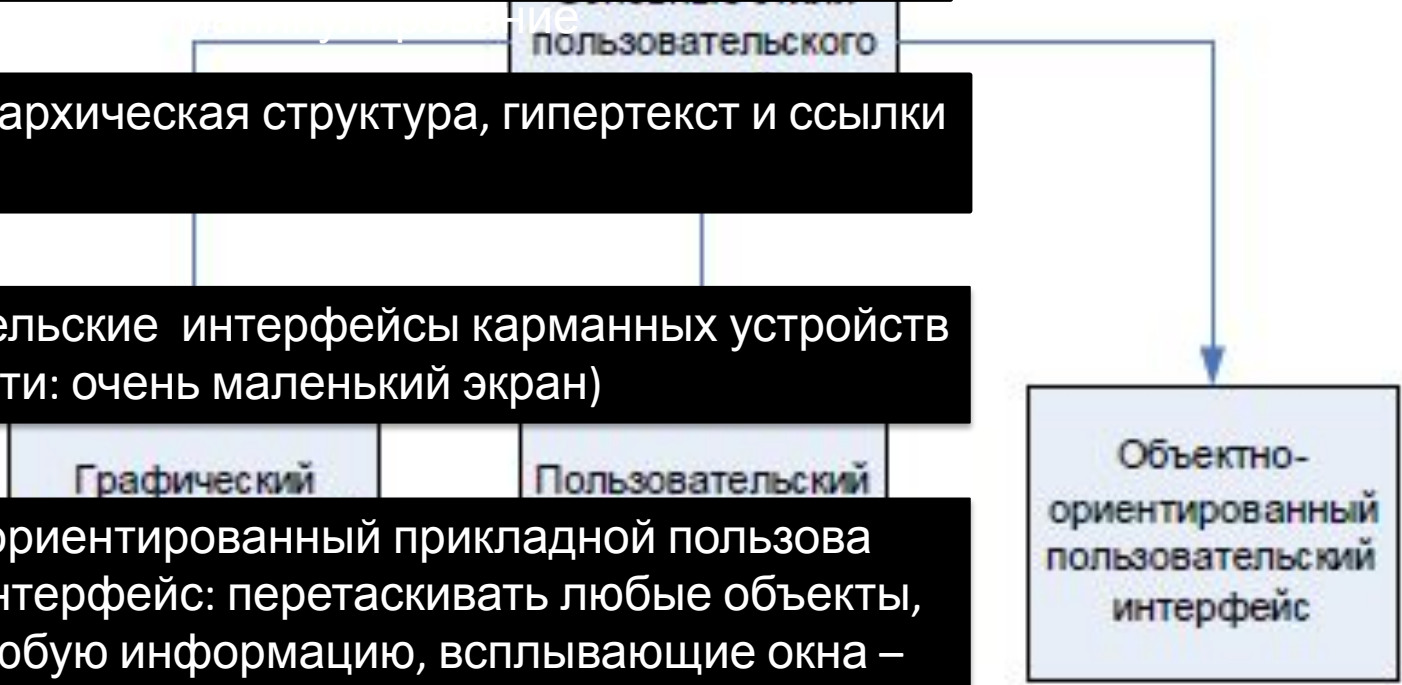 пользовательского
архическая структура, гипертекст и ссылки
ельские интерфейсы карманных устройств
ти: очень маленький экран)
Графический
Пользовательский
Объектно-
ориентированный
пользовательский
интерфейс
ориентированный прикладной пользова
нтерфейс: перетаскивать любые объекты,
юбую информацию, всплывающие окна –